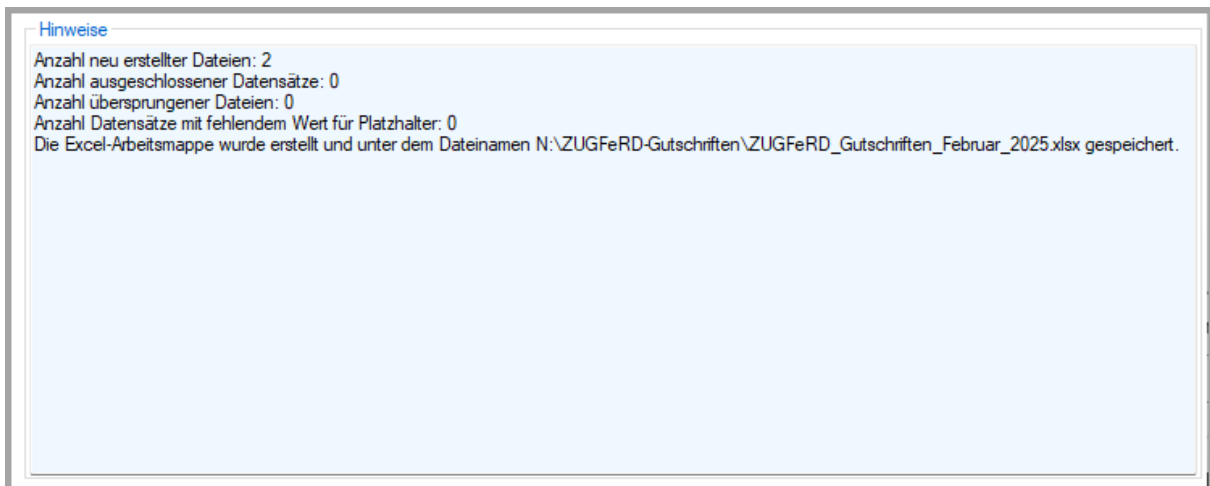 Hinweise
Anzahl neu erstellter Dateien: 2
Anzahl ausgeschlossener Datensätze: 0
Anzahl übersprungener Dateien: 0
Anzahl Datensätze mit fehlendem Wert für Platzhalter: 0
Die Excel-Arbeitsmappe wurde erstellt und unter dem Dateinamen N:\ZUGFeRD-Gutschriften\ZUGFeRD_Gutschriften_Februar_2025.xlsx gespeichert.